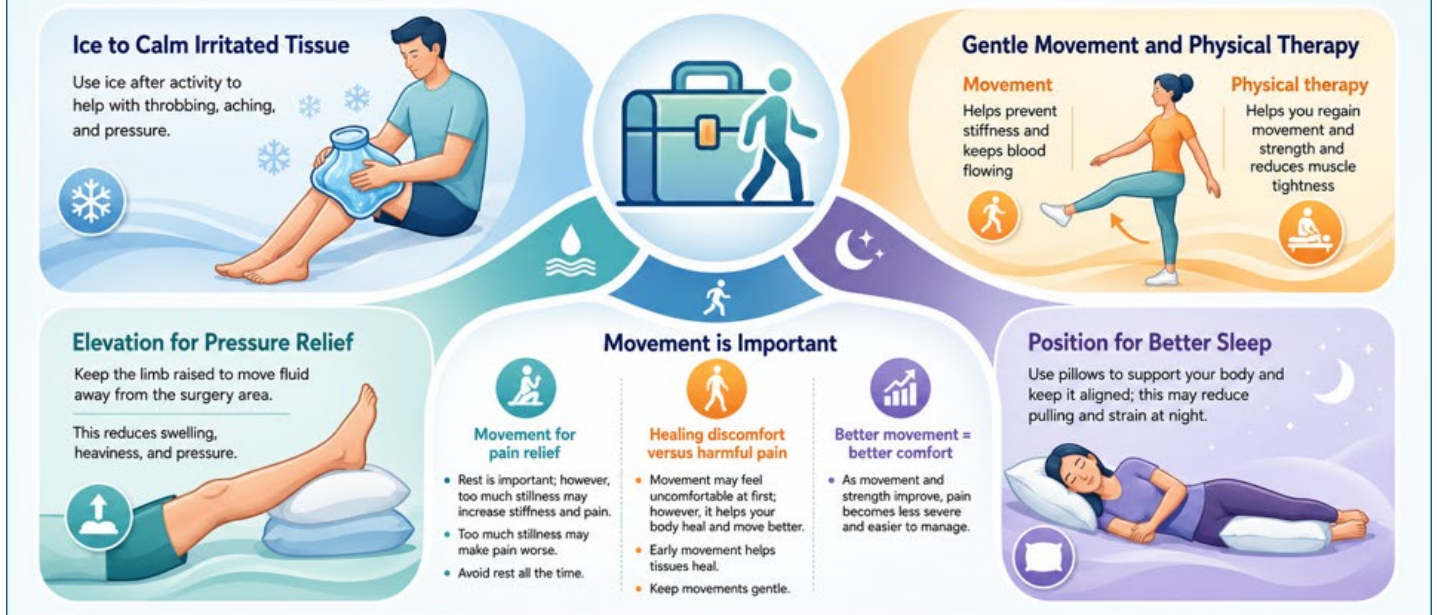 Ice to Calm Irritated Tissue
Use ice after activity to
help with throbbing, aching,
and pressure.
Gentle Movement and Physical Therapy
Movement
Helps prevent
stiffness and
keeps blood
flowing
Physical therapy
Helps you regain
movement and
strength and
reduces muscle
tightness
Elevation for Pressure Relief
Keep the limb raised to move fluid
away from the surgery area.
This reduces swelling,
heaviness, and pressure.
Movement is Important
Movement for
pain relief
• Rest is important; however,
too much stillness may
increase stiffness and pain.
• Too much stillness may
make pain worse.
• Avoid rest all the time.
Healing discomfort
versus harmful pain
• Movement may feel
uncomfortable at first;
however, it helps your
body heal and move better.
• Early movement helps
tissues heal.
• Keep movements gentle.
Better movement =
better comfort
• As movement and
strength improve, pain
becomes less severe
and easier to manage.
Position for Better Sleep
Use pillows to support your body and
keep it aligned; this may reduce
pulling and strain at night.